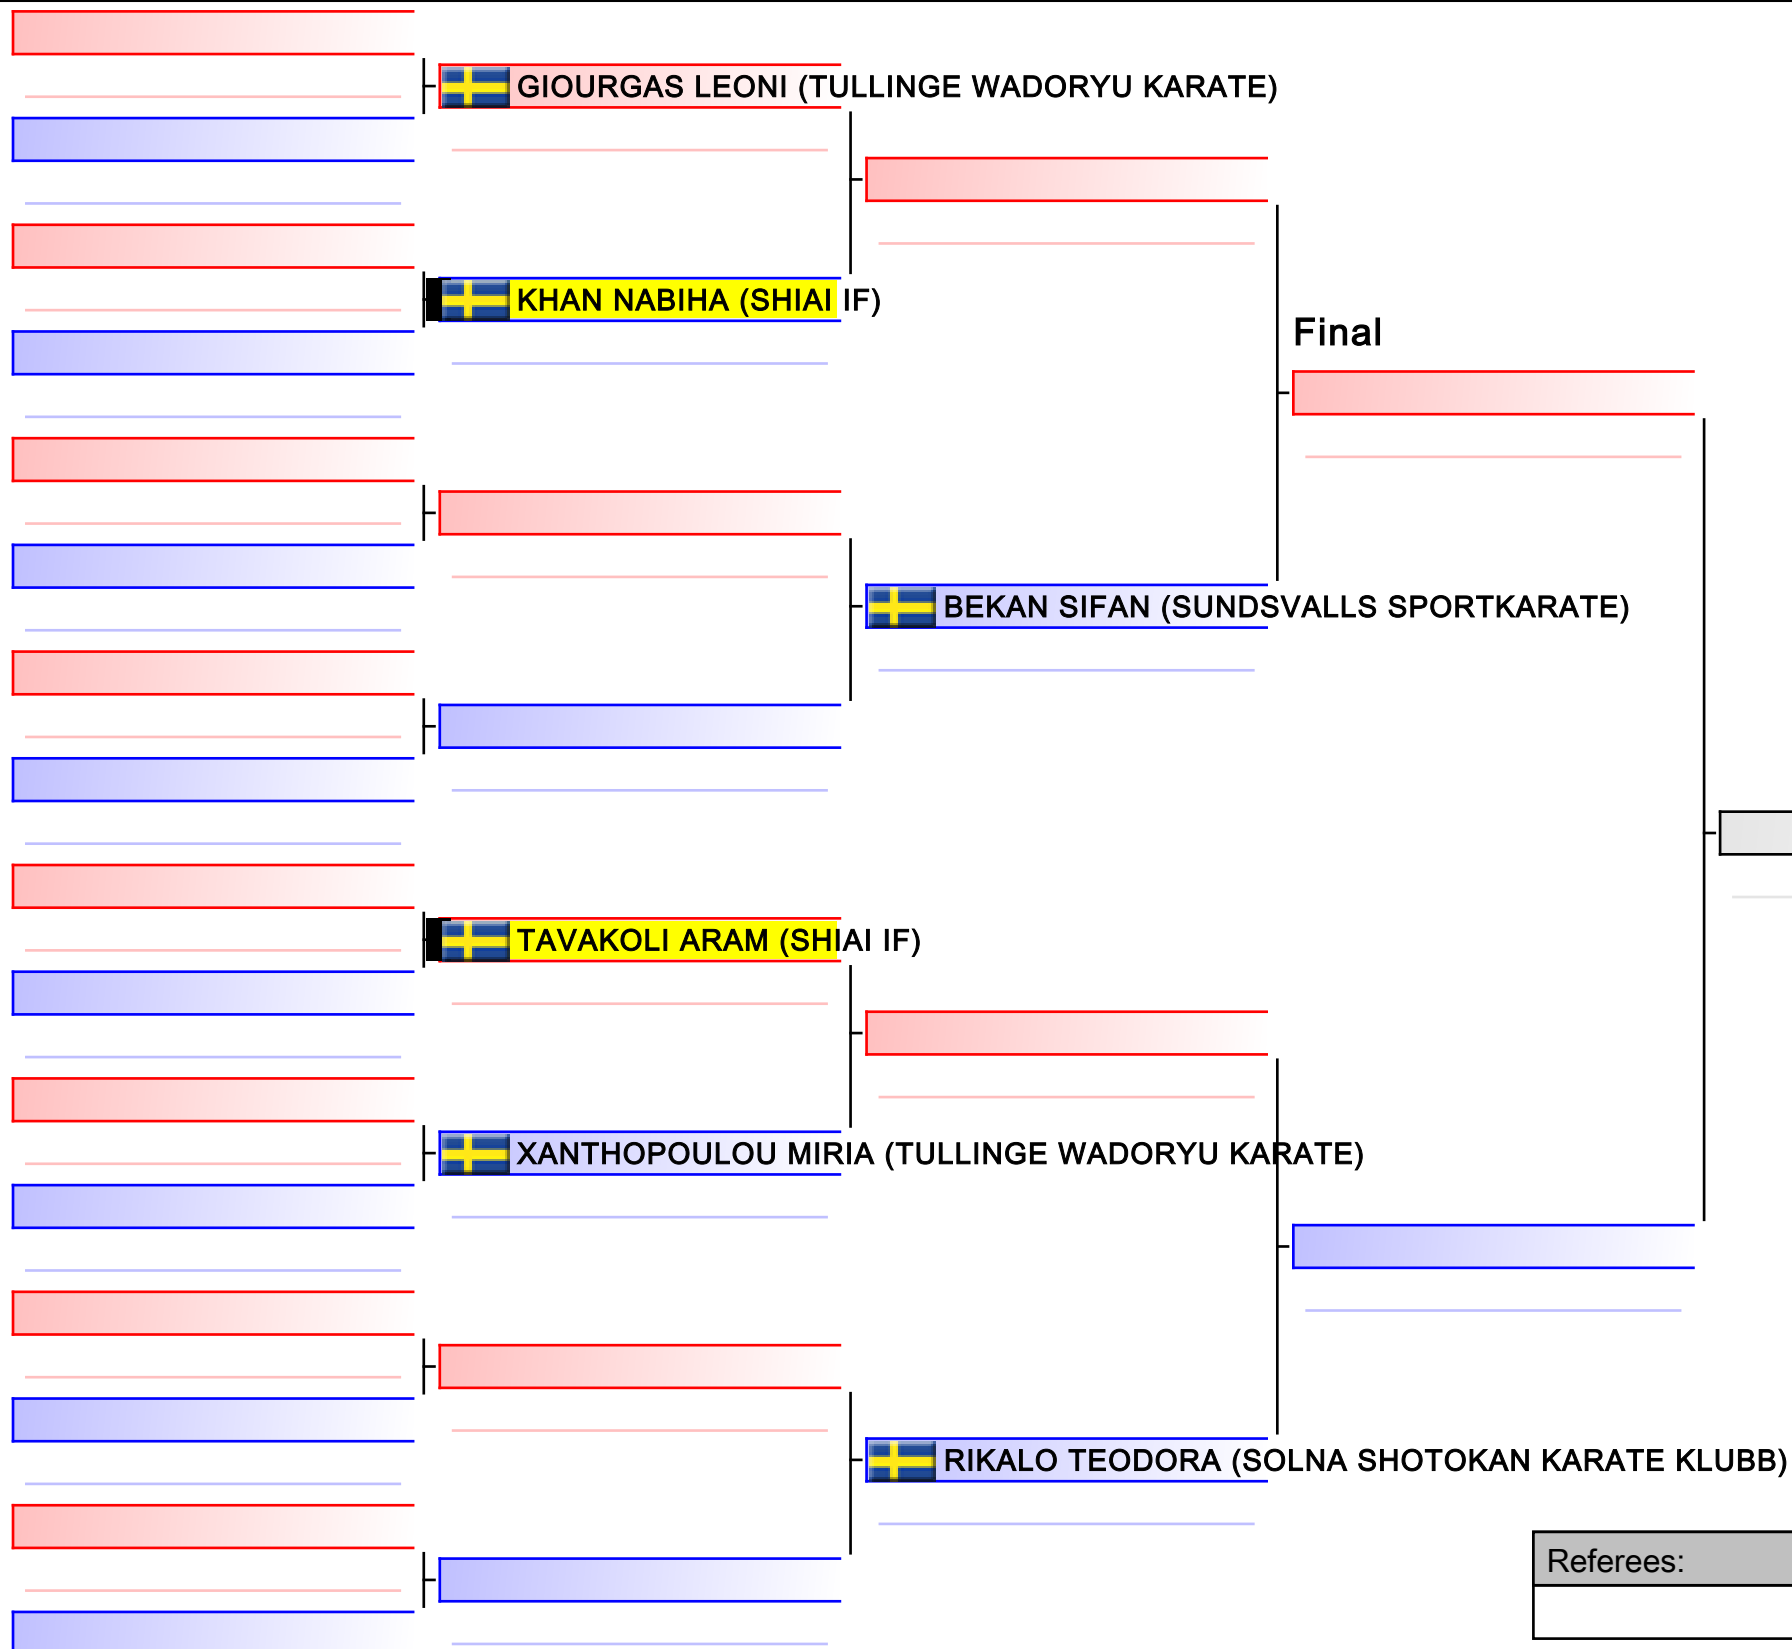 GIOURGAS LEONI (TULLINGE WADORYU KARATE)
KHAN NABIHA (SHIAI IF)
Final
BEKAN SIFAN (SUNDSVALLS SPORTKARATE)
TAVAKOLI ARAM (SHIAI IF)
XANTHOPOULOU MIRIA (TULLINGE WADORYU KARATE)
RIKALO TEODORA (SOLNA SHOTOKAN KARATE KLUBB)
Referees: